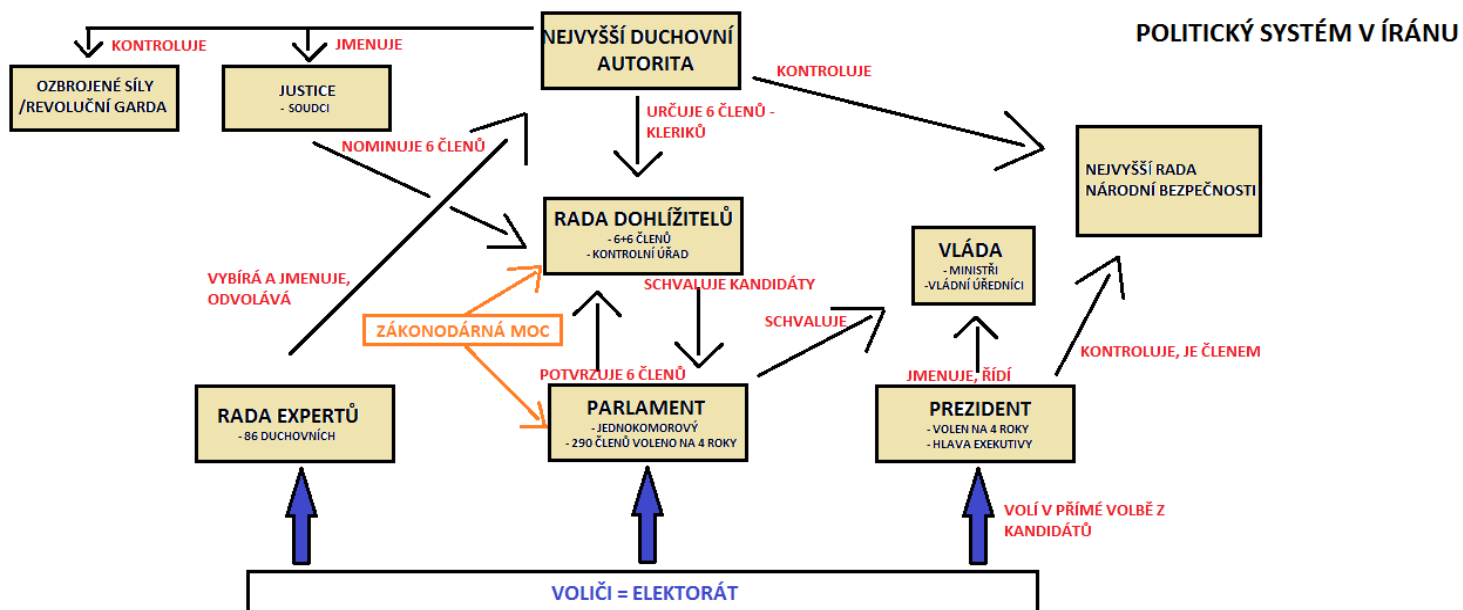 POLITICKÝ SYSTÉM V ÍRÁNU
NEJVYŠŠÍ DUCHOVNÍ
AUTORITA
KONTROLUJE
JMENUJE
KONTROLUJE
OZBROJENÉ SÍLY
/REVOLUČNÍ GARDA
JUSTICE
- SOUDCI
URČUJE 6 ČLENŮ -
KLERIKŮ
NOMINUJE 6 ČLENŮ
NEJVYŠŠÍ RADA
NÁRODNÍ BEZPEČNOSTI
RADA DOHLÍŽITELŮ
- 6+6 ČLENŮ
- KONTROLNÍ ÚŘAD
VLÁDA
- MINISTŘI
-VLÁDNÍ ÚŘEDNÍCI
VYBÍRÁ A JMENUJE,
ODVOLÁVÁ
SCHVALUJE KANDIDÁTY
ZÁKONODÁRNÁ MOC
SCHVALUJE
KONTROLUJE, JE ČLENEM
POTVRZUJE 6 ČLENŮ
JMENUJE, ŘÍDÍ
RADA EXPERTŮ
- 86 DUCHOVNÍCH
PARLAMENT
- JEDNOKOMOROVÝ
- 290 ČLENŮ VOLENO NA 4 ROKY
PREZIDENT
- VOLEN NA 4 ROKY
- HLAVA EXEKUTIVY
VOLÍ V PŘÍMÉ VOLBĚ Z
KANDIDÁTŮ
VOLIČI = ELEKTORÁT